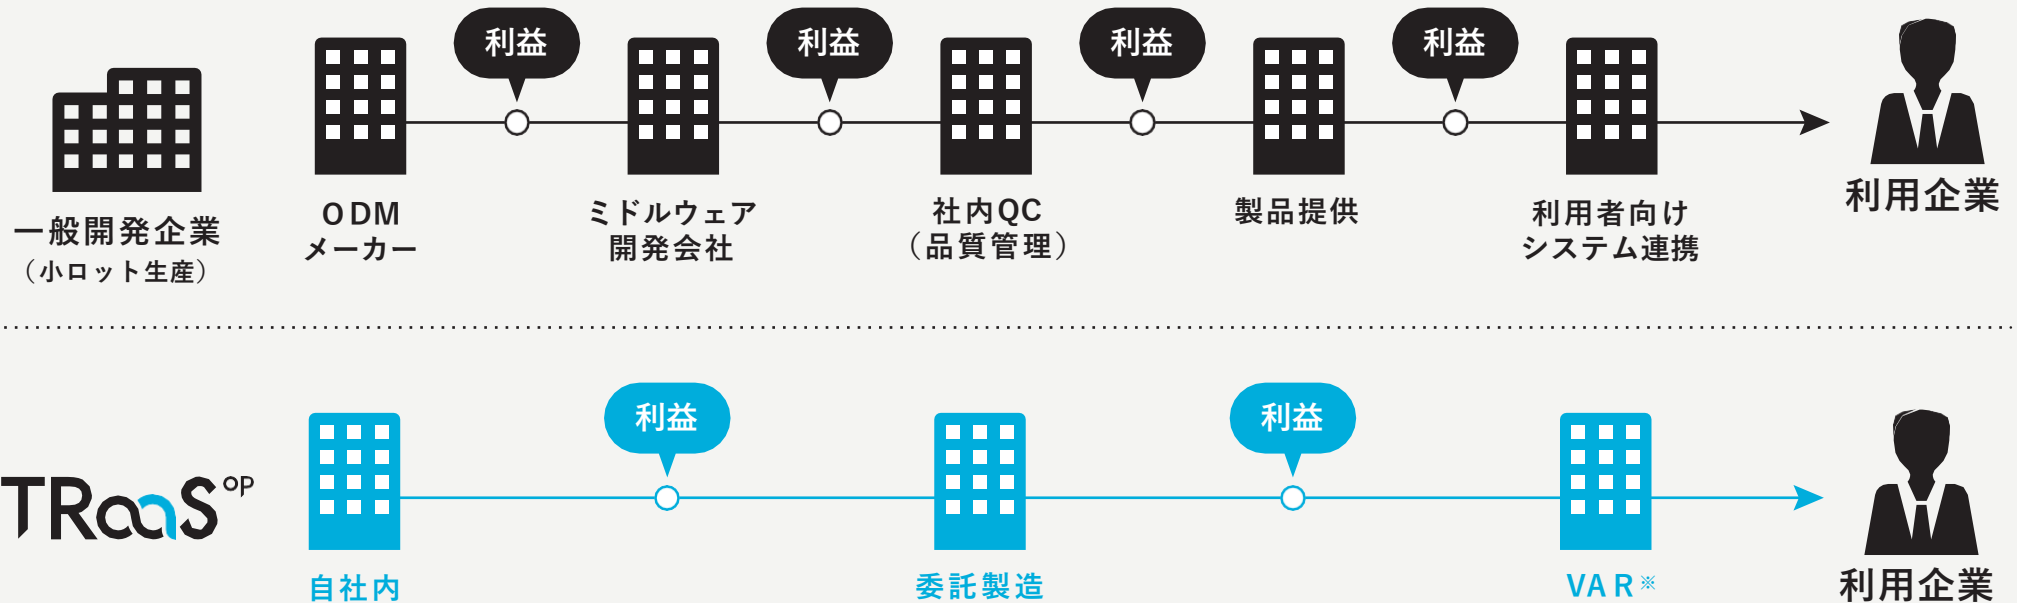 利益
利益
利益
利益
一般開発企業
（小ロット生産）
ODM
メーカー
ミドルウェア
開発会社
社内QC
（品質管理）
製品提供
利用者向け
システム連携
利用企業
利益
利益
TRaaS OP
自社内
委託製造
VAR※
利用企業